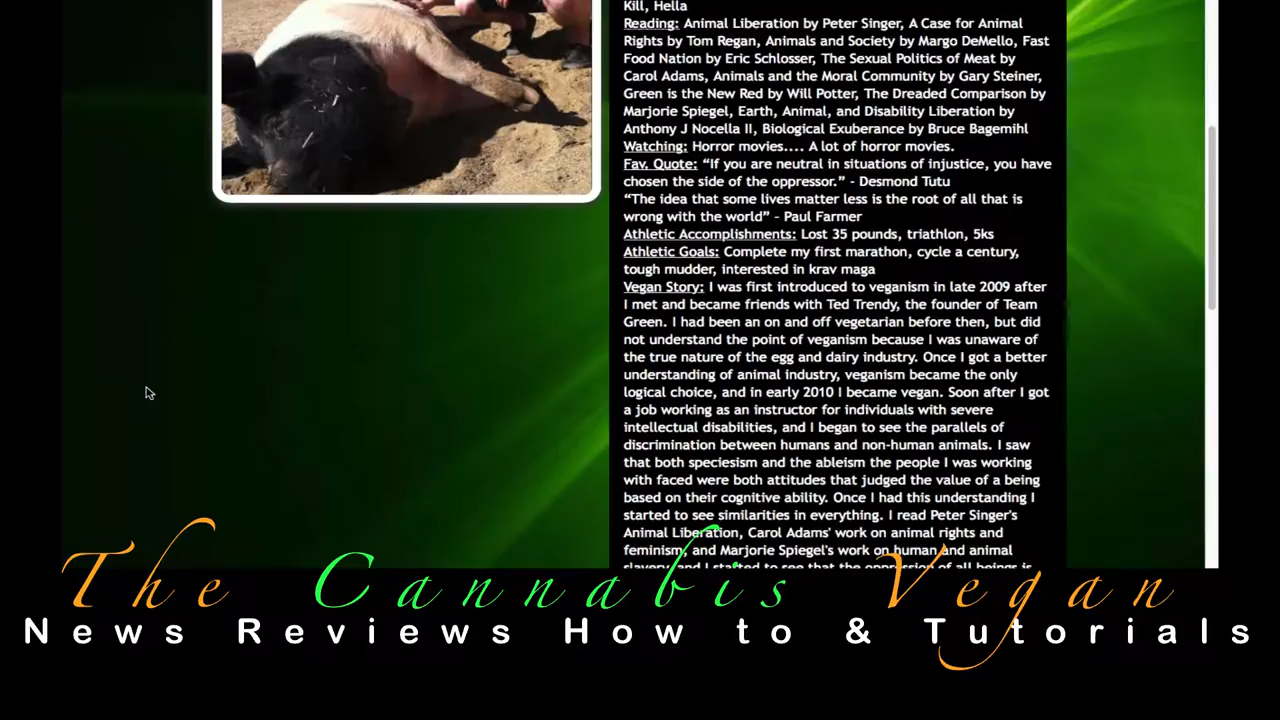 Kill, Hella
Reading: Animal Liberation by Peter Singer, A Case for Animal
Rights by Tom Regan, Animals and Society by Margo DeMello, Fast
Food Nation by Eric Schlosser, The Sexual Politics of Meat by
Carol Adams, Animals and the Moral Community by Gary Steiner,
Green is the New Red by Will Potter, The Dreaded Comparison by
Marjorie Spiegel, Earth, Animal, and Disability Liberation by
Anthony J Nocella II, Biological Exuberance by Bruce Bagemihl
Watching: Horror movies.... A lot of horror movies.
Fav. Quote: “If you are neutral in situations of injustice, you have
chosen the side of the oppressor.” - Desmond Tutu
“The idea that some lives matter less is the root of all that is
wrong with the world” - Paul Farmer
Athletic Accomplishments: Lost 35 pounds, triathlon, 5ks
Athletic Goals: Complete my first marathon, cycle a century,
tough mudder, interested in krav maga
Vegan Story: I was first introduced to veganism in late 2009 after
I met and became friends with Ted Trendy, the founder of Team
Green. I had been an on and off vegetarian before then, but did
not understand the point of veganism because I was unaware of
the true nature of the egg and dairy industry. Once I got a better
understanding of animal industry, veganism became the only
logical choice, and in early 2010 I became vegan. Soon after I got
a job working as an instructor for individuals with severe
intellectual disabilities, and I began to see the parallels of
discrimination between humans and non-human animals. I saw
that both speciesism and the ableism the people I was working
with faced were both attitudes that judged the value of a being
based on their cognitive ability. Once I had this understanding I
started to see similarities in everything. I read Peter Singer's
Animal Liberation, Carol Adams' work on animal rights and
feminism, and Marjorie Spiegel's work on human and animal
slavery, and I started to see that the oppression of all beings is
The Cannabis Vegan
News Reviews How to & Tutorials